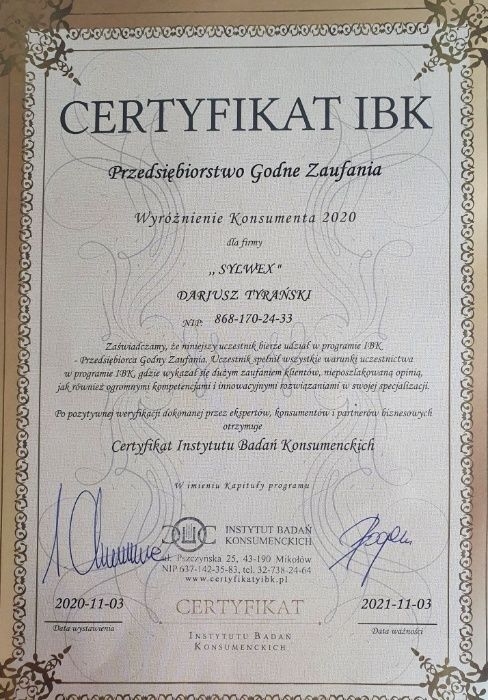 CERTYFIKAT IBK
Przedsiębiorstwo Godne Zaufania
Wyróżnienie Konsumenta 2020
dla firmy
,,SYLWEX"
DARIUSZ TYRAŃSKI
NIP: 868-170-24-33
Zaświadczamy, że niniejszy uczestnik bierze udział w programie IBK
- Przedsiębiorca Godny Zaufania. Uczestnik spełnił wszystkie warunki uczestnictwa
w programie IBK, gdzie wykazał się dużym zaufaniem klientów, nieposzlakowaną opinią,
jak również ogromnymi kompetencjami i innowacyjnymi rozwiązaniami w swojej specjalizacji.
Po pozytywnej weryfikacji dokonanej przez ekspertów, konsumentów i partnerów biznesowych
otrzymuje
Certyfikat Instytutu Badań Konsumenckich
W imieniu Kapituły programu
INSTYTUT BADAŃ
KONSUMENCKICH
ul. Pszczyńska 25, 43-190 Mikołów
NIP 637-142-35-83, tel. 32-738-24-64
www.certyfikatyibk.pl
2020-11-03
CERTYFIKAT
2021-11-03
Data wystawienia
INSTYTUTU BADAŃ
KONSUMENCKICH
Data ważności